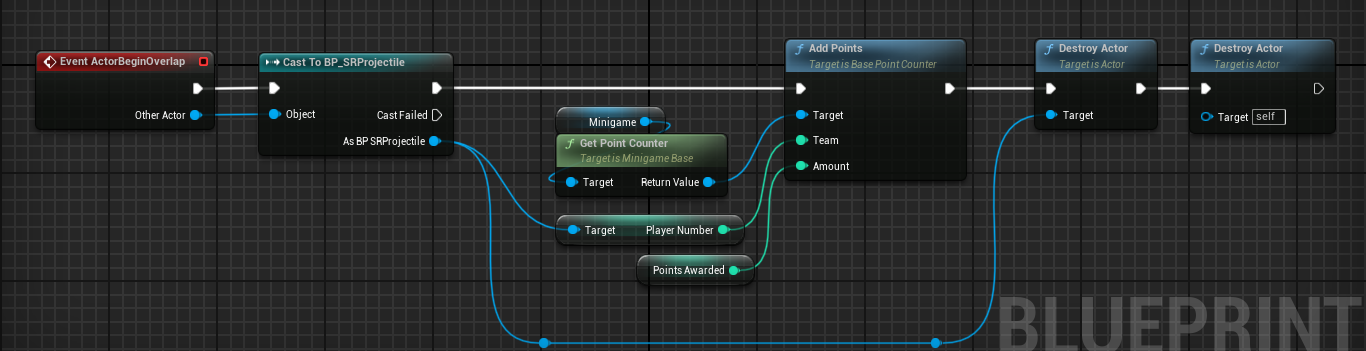 Event ActorBeginOverlap
Other Actor
Cast To BP_SRProjectile
Object
Cast Failed
As BP SRProjectile
Minigame
f Get Point Counter
Target is Minigame Base
Target Return Value
Target Player Number
Points Awarded
f Add Points
Target is Base Point Counter
Target
Team
Amount
f Destroy Actor
Target is Actor
Target
f Destroy Actor
Target is Actor
Target self
BLUEPRINT